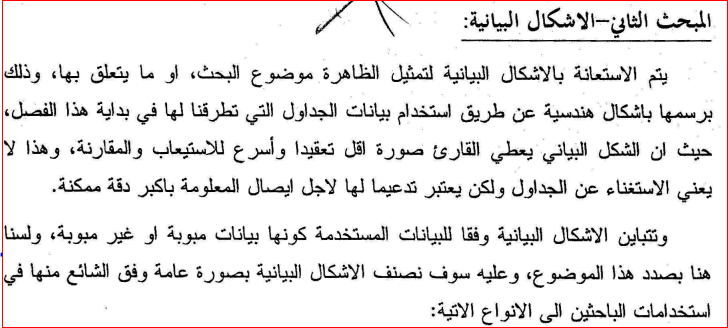 المبحث الثاني–الاشكال البيانية:
يتم الاستعانة بالاشكال البيانية لتمثيل الظاهرة موضوع البحث، او ما يتعلق بها، وذلك
برسمها باشكال هندسية عن طريق استخدام بيانات الجداول التي تطرقنا لها في بداية هذا الفصل،
حيث ان الشكل البياني يعطي القارئ صورة اقل تعقيدا وأسرع للاستيعاب والمقارنة، وهذا لا
يعني الاستغناء عن الجداول ولكن يعتبر تدعيما لها لاجل ايصال المعلومة باكبر دقة ممكنة.
وتتباين الاشكال البيانية وفقا للبيانات المستخدمة كونها بيانات مبوبة او غير مبوبة، ولسنا
هنا بصدد هذا الموضوع، وعليه سوف نصنف الاشكال البيانية بصورة عامة وفق الشائع منها في
استخدامات الباحثين الى الانواع الاتية: